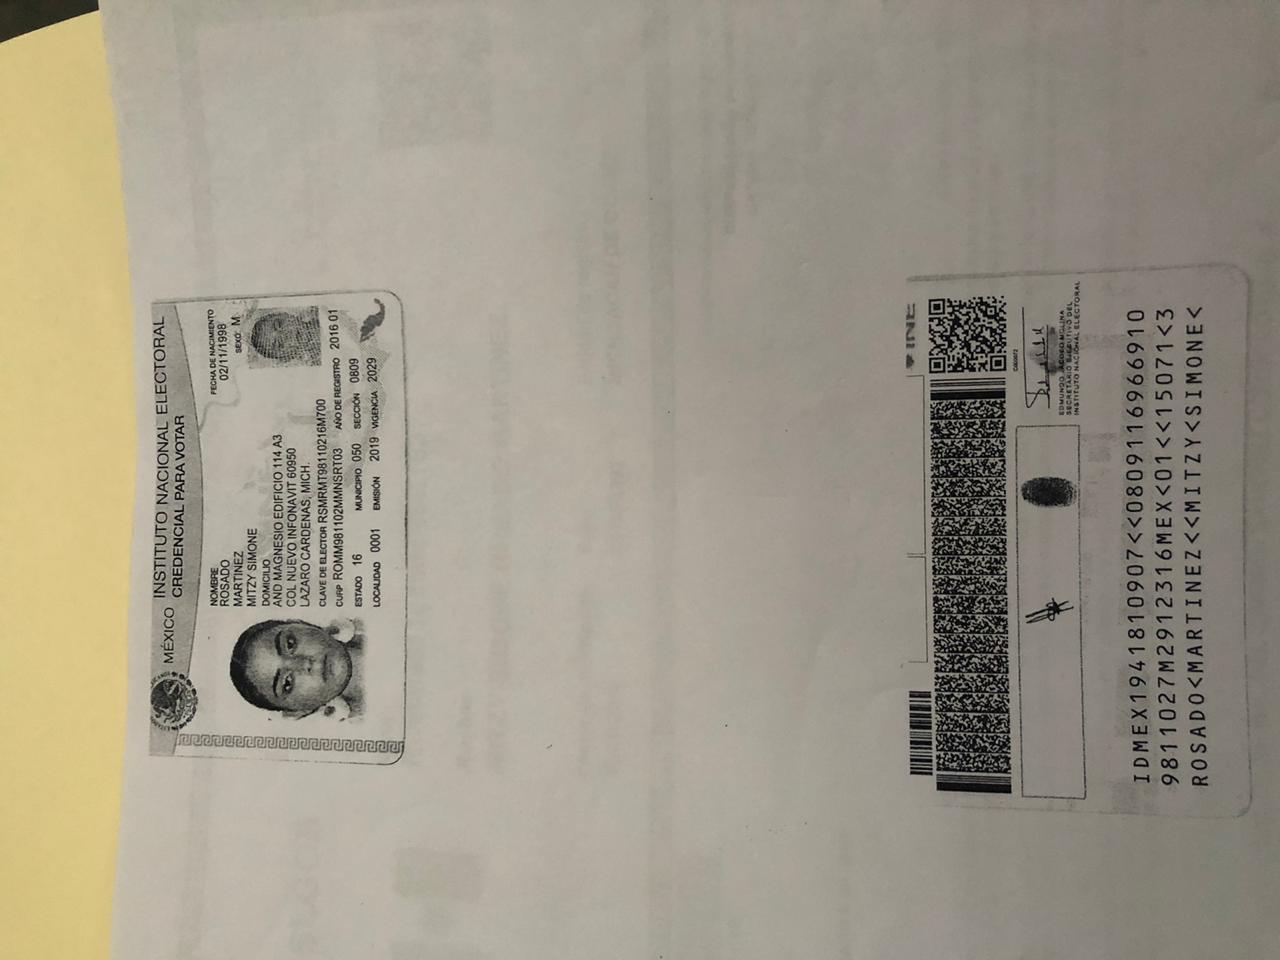 MÉXICO INSTITUTO NACIONAL ELECTORAL
CREDENCIAL PARA VOTAR
NOMBRE
ROSADO
MARTINEZ
MITZY SIMONE
FECHA DE NACIMIENTO
02/11/1998
SEXO M
DOMICILIO
AND MAGNESIO EDIFICIO 114 A3
COL NUEVO INFONAVIT 60950
LAZARO CARDENAS, MICH.
CLAVE DE ELECTOR RSMRMT98110216M700
CURP ROMM981102MMNSRT03 AÑO DE REGISTRO 2016 01
ESTADO 16 MUNICIPIO 050 SECCIÓN 0809
LOCALIDAD 0001 EMISIÓN 2019 VIGENCIA 2029
INE
EDMUNDO JACOBO MOLINA
SECRETARIO EJECUTIVO DEL
INSTITUTO NACIONAL ELECTORAL
IDMEX1941810907<<0809116966910
9811027M2912316MEX<01<<15071<3
ROSADO<MARTINEZ<<MITZY<SIMONE<